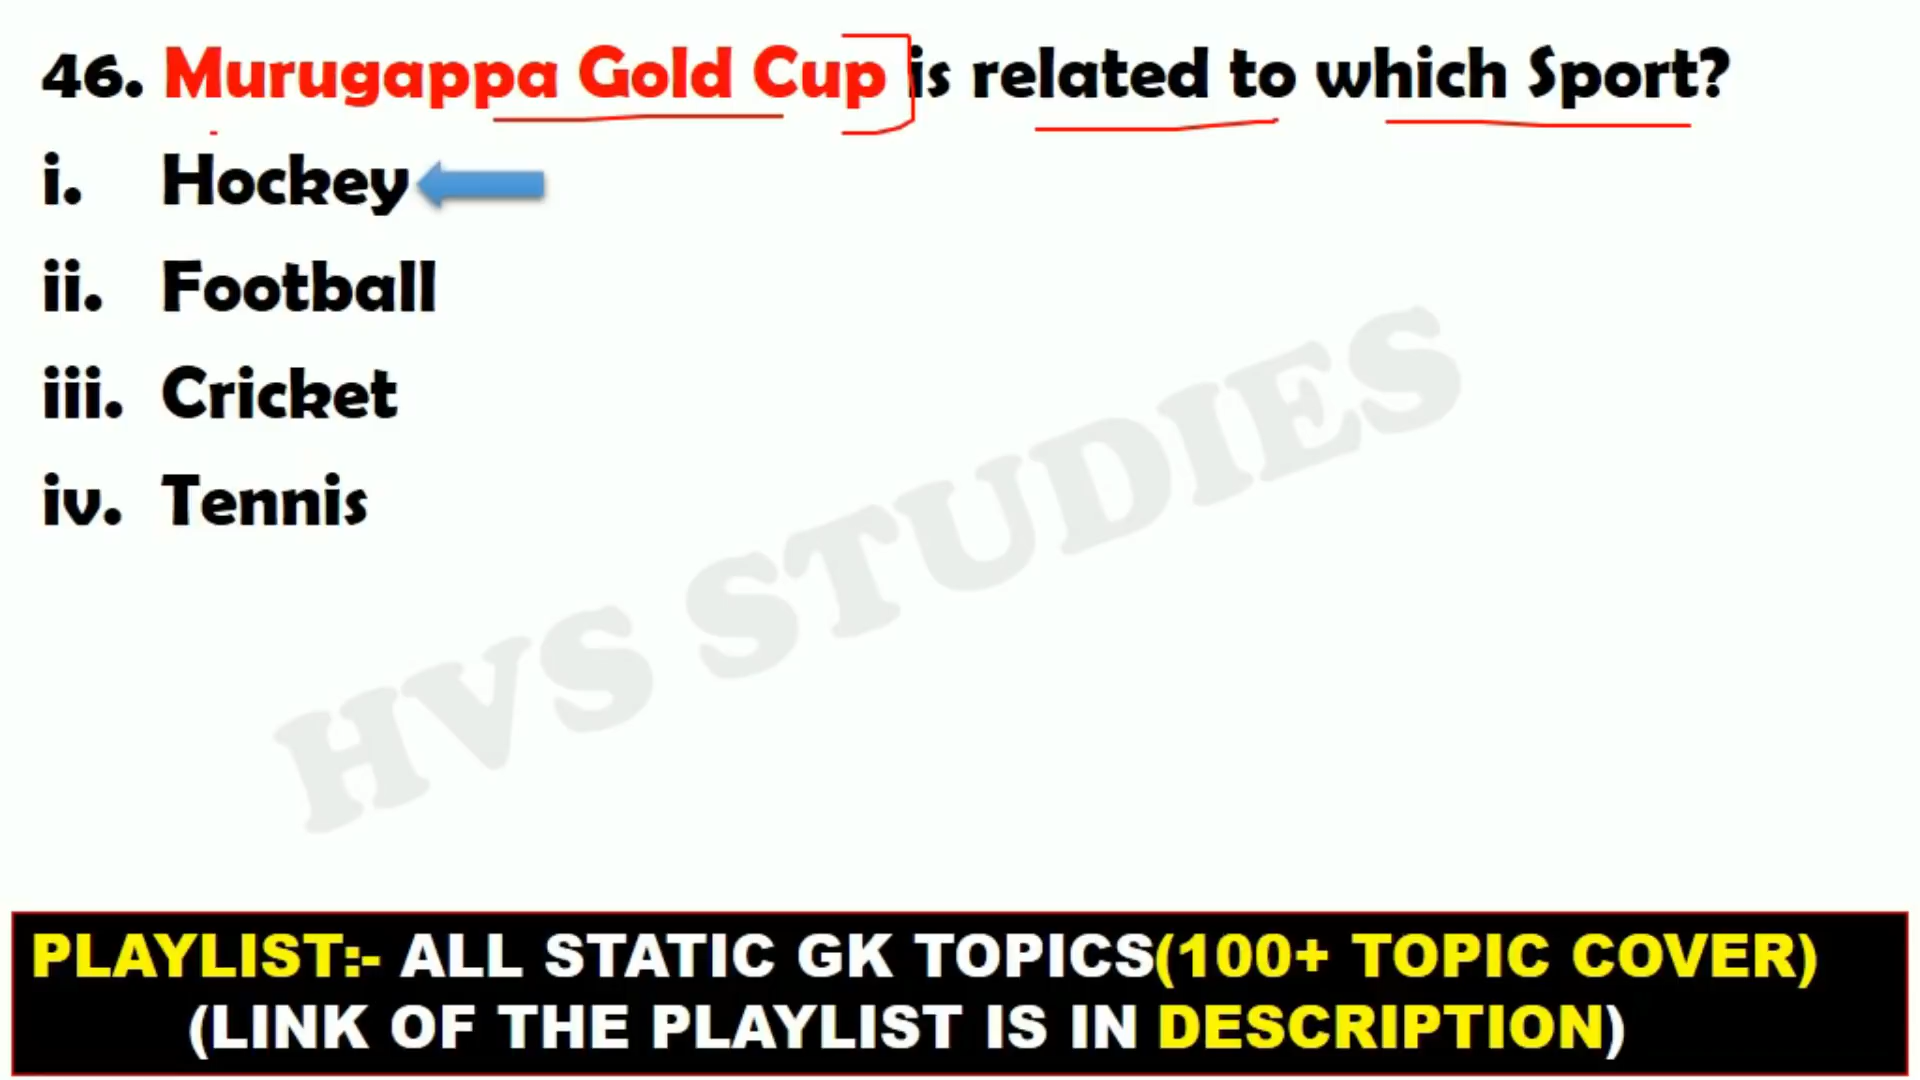 46. Murugappa Gold Cup is related to which Sport?
i. Hockey
ii. Football
iii. Cricket
iv. Tennis
HVS STUDIES
PLAYLIST:- ALL STATIC GK TOPICS(100+ TOPIC COVER)
(LINK OF THE PLAYLIST IS IN DESCRIPTION)